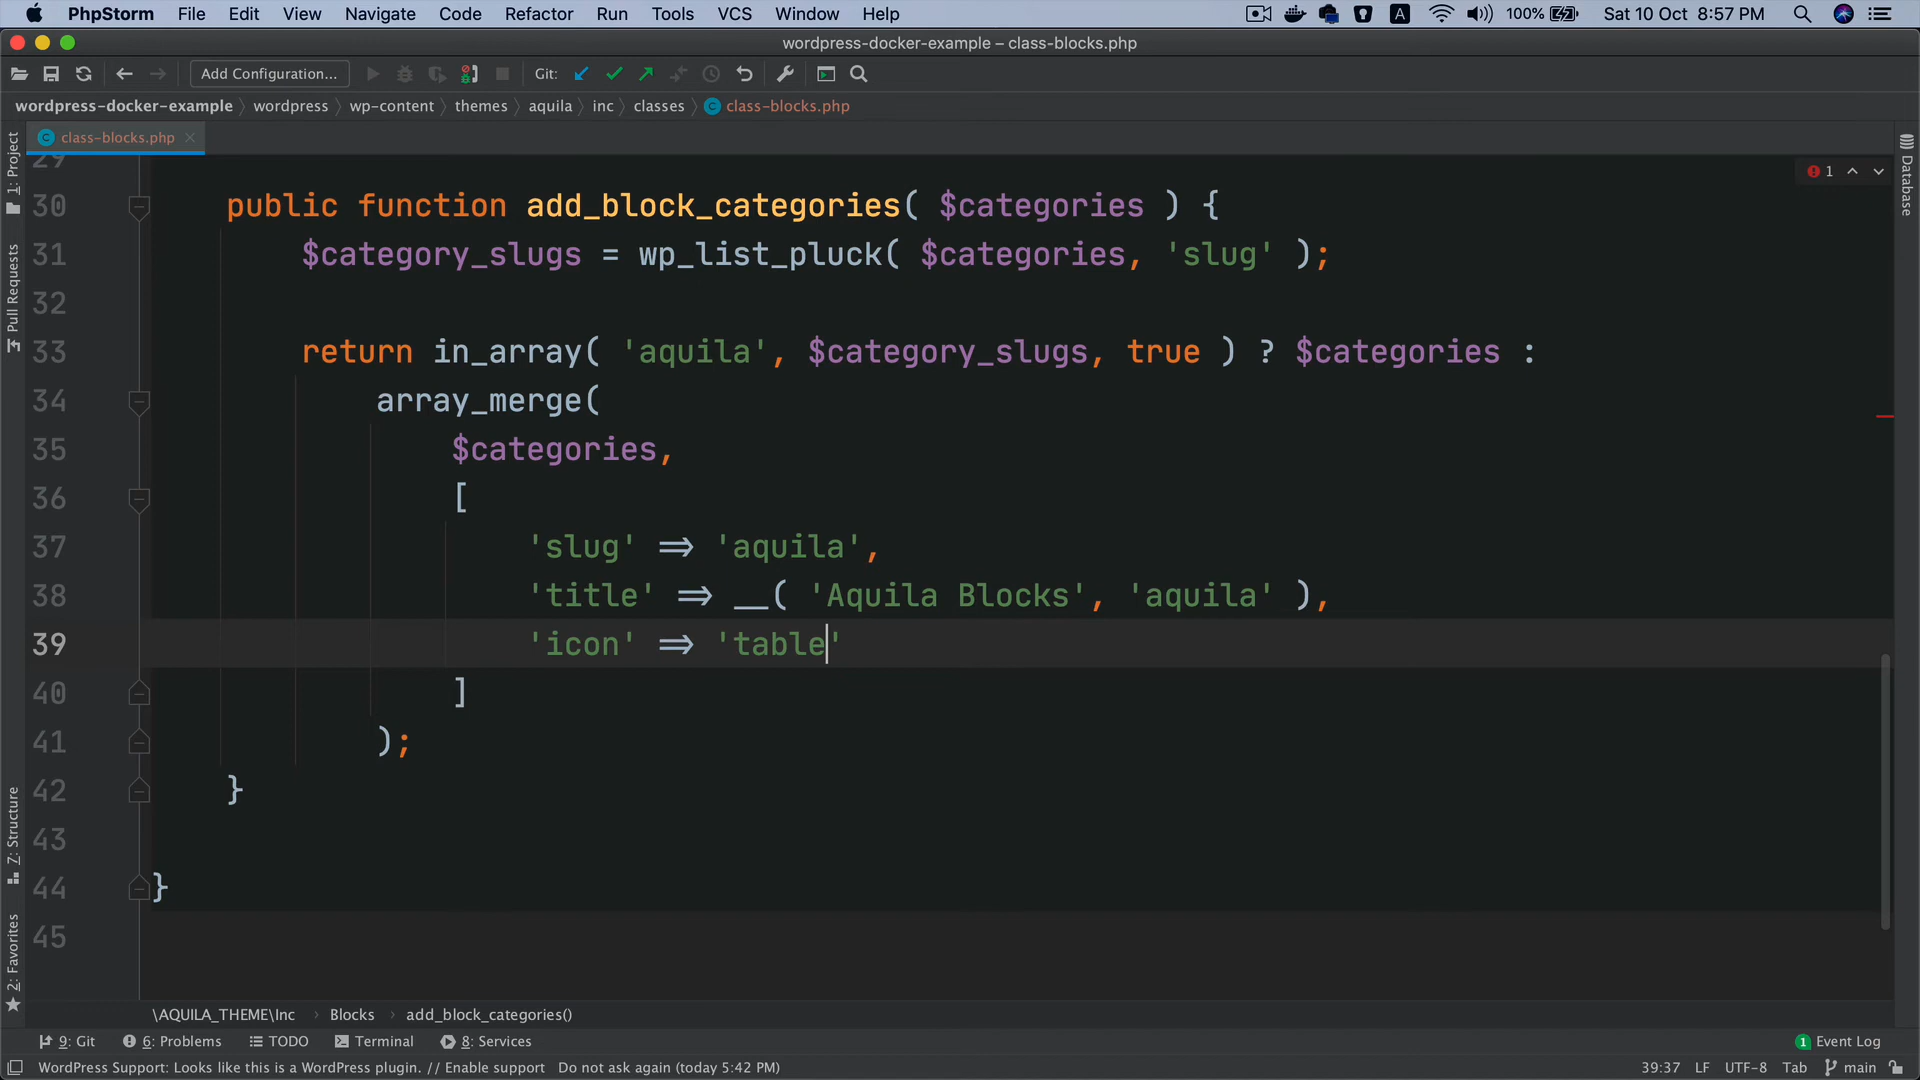 PhpStorm File Edit View Navigate Code Refactor Run Tools VCS Window Help A 100% Sat 10 Oct 8:57 PM
wordpress-docker-example – class-blocks.php
Add Configuration... Git:
wordpress-docker-example wordpress wp-content themes aquila inc classes class-blocks.php
class-blocks.php
1: Project
Pull Requests
7: Structure
2: Favorites
Database
1
29
30 public function add_block_categories( $categories ) {
31 $category_slugs = wp_list_pluck( $categories, 'slug' );
32
33 return in_array( 'aquila', $category_slugs, true ) ? $categories :
34 array_merge(
35 $categories,
36 [
37 'slug' => 'aquila',
38 'title' => __( 'Aquila Blocks', 'aquila' ),
39 'icon' => 'table'
40 ]
41 );
42 }
43
44 }
45
\AQUILA_THEME\Inc Blocks add_block_categories()
9: Git 6: Problems TODO Terminal 8: Services 1 Event Log
WordPress Support: Looks like this is a WordPress plugin. // Enable support Do not ask again (today 5:42 PM) 39:37 LF UTF-8 Tab main